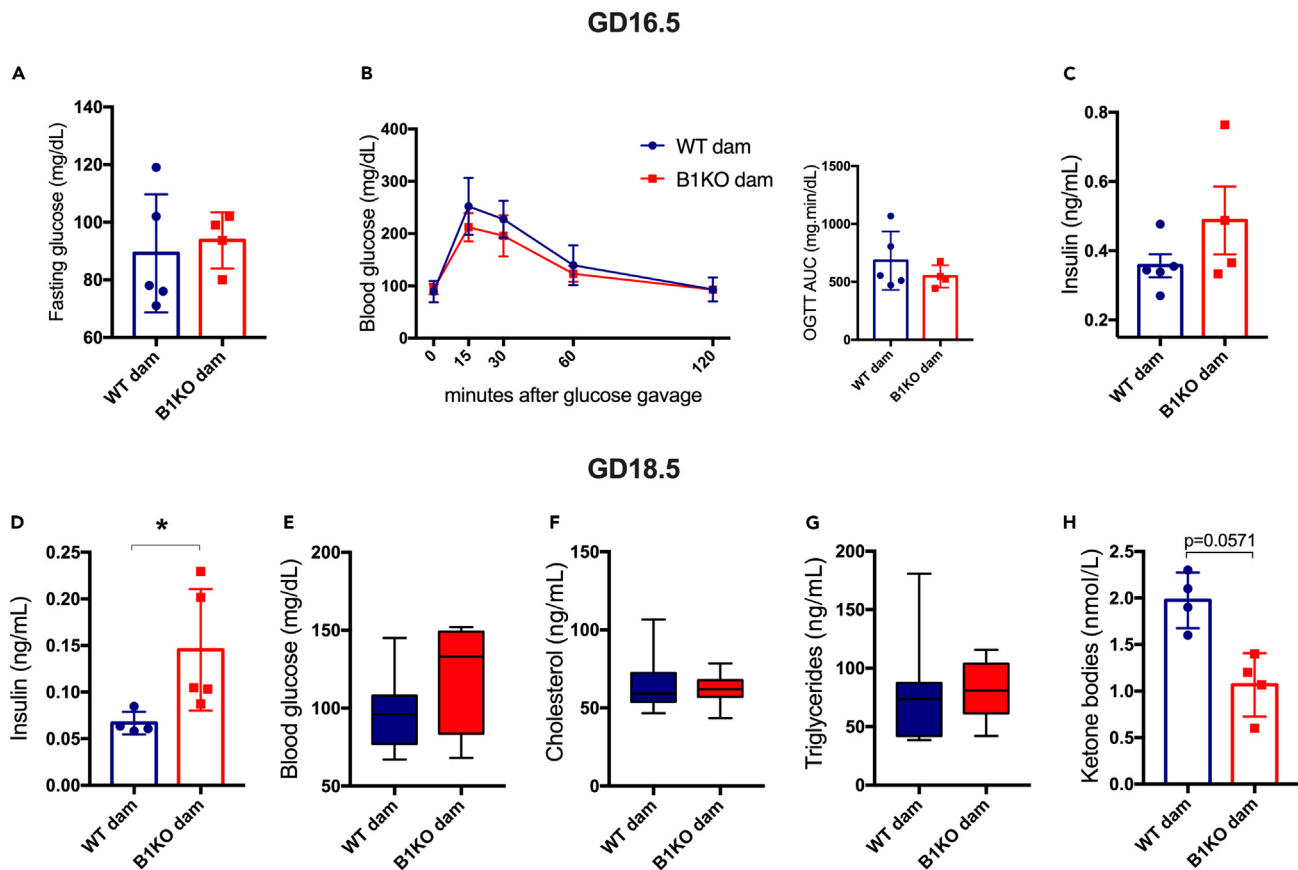 GD16.5
A
Fasting glucose (mg/dL)
140
120
100
80
60
WT dam
B1KO dam
B
Blood glucose (mg/dL)
400
300
200
100
0
0
15
30
60
120
minutes after glucose gavage
WT dam
B1KO dam
OGTT AUC (mg.min/dL)
1500
1000
500
0
WT dam
B1KO dam
C
Insulin (ng/mL)
0.8
0.6
0.4
0.2
WT dam
B1KO dam
GD18.5
D
Insulin (ng/mL)
0.25
0.20
0.15
0.10
0.05
0.00
*
WT dam
B1KO dam
E
Blood glucose (mg/dL)
200
150
100
50
WT dam
B1KO dam
F
Cholesterol (ng/mL)
150
100
50
0
WT dam
B1KO dam
G
Triglycerides (ng/mL)
200
150
100
50
0
WT dam
B1KO dam
H
Ketone bodies (nmol/L)
2.5
2.0
1.5
1.0
0.5
0.0
p=0.0571
WT dam
B1KO dam